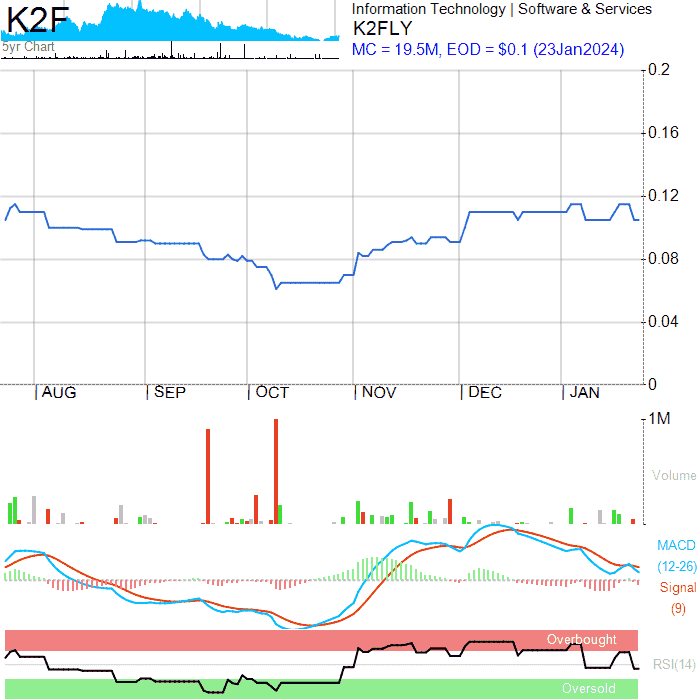 K2F
5yr Chart
Information Technology | Software & Services
K2FLY
MC = 19.5M, EOD = $0.1 (23Jan2024)
0.2
0.16
0.12
0.08
0.04
0
| AUG | SEP | OCT | NOV | DEC | JAN
1M
Volume
MACD
(12-26)
Signal
(9)
Overbought
RSI(14)
Oversold